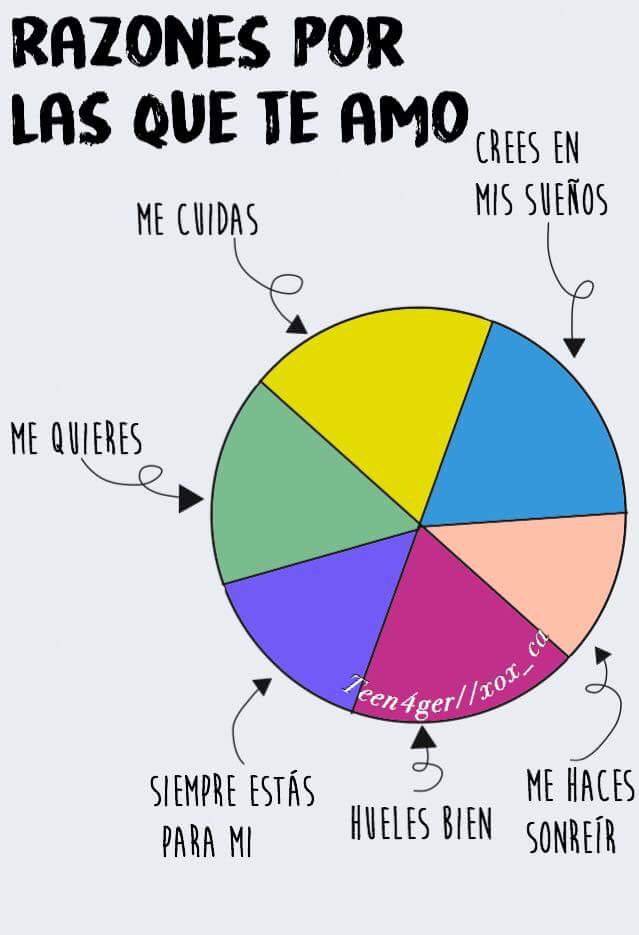 RAZONES POR
LAS QUE TE AMO
CREES EN
MIS SUEÑOS
ME CUIDAS
ME QUIERES
Teen4ger//xox_ca
SIEMPRE ESTÁS
PARA MI
HUELES BIEN
ME HACES
SONREÍR